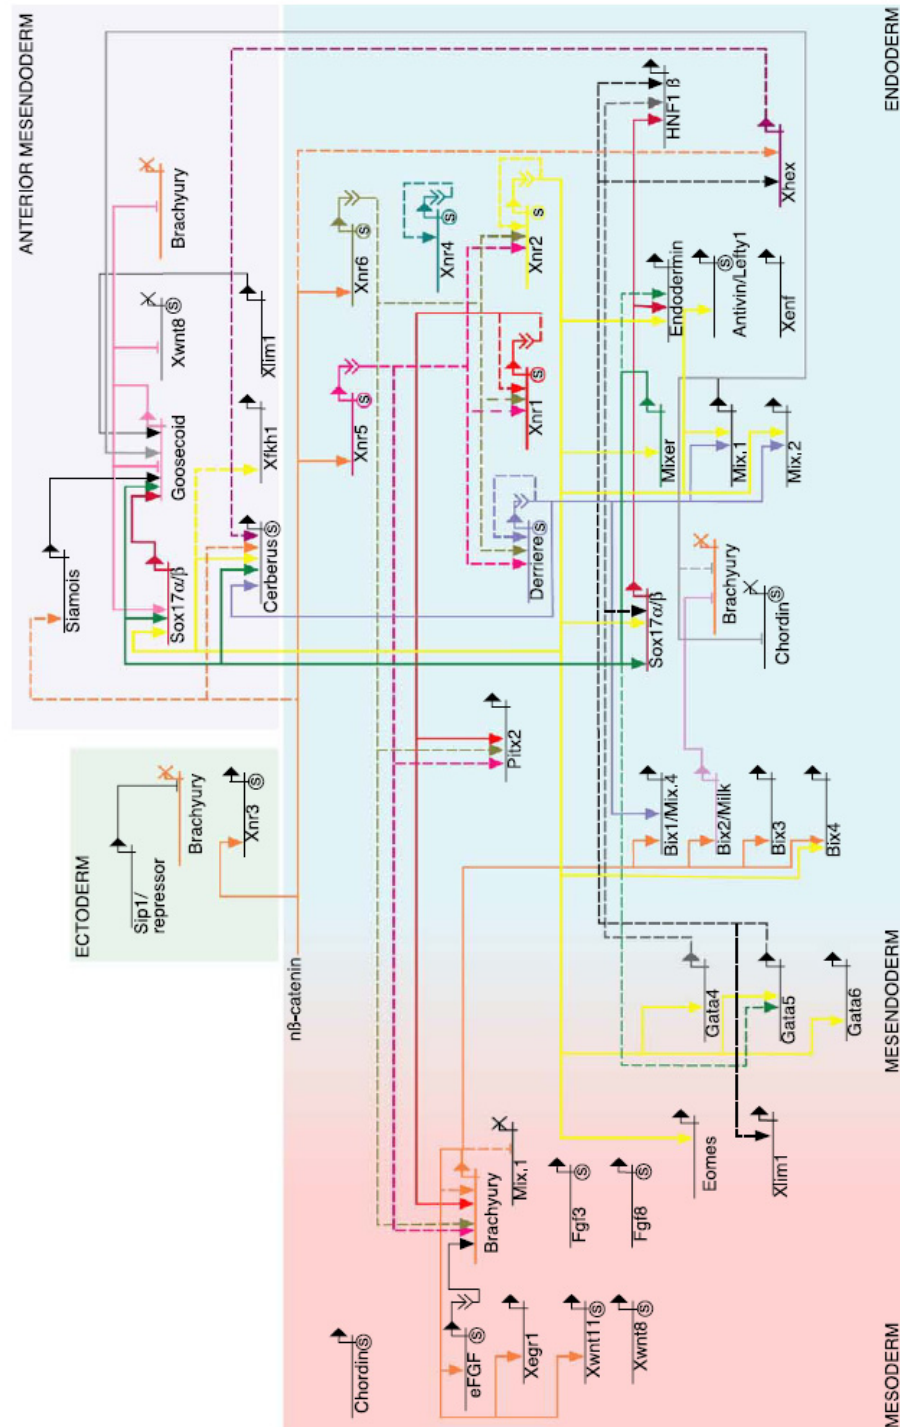 ANTERIOR MESENDODERM
ENDODERM
ECTODERM
MESENDODERM
MESODERM
nß-catenin
Siamois
Sox17α/β
Goosecoid
Xwnt8
S
Brachyury
Cerberus
S
Xfkh1
Xlim1
Sip1/
repressor
Brachyury
Xnr3
S
Xnr5
S
Xnr6
S
Xnr4
S
Derriere
S
Xnr1
S
Xnr2
S
HNF1 ß
Xhex
Pitx2
Sox17α/β
Mixer
Endodermin
Brachyury
Mix,1
Antivin/Lefty1
S
Chordin
S
Mix,2
Xenf
Bix1/Mix.4
Bix2/Milk
Bix3
Bix4
Gata4
Gata5
Gata6
Chordin
S
eFGF
S
Brachyury
Mix,1
Xegr1
Xwnt11
S
Fgf3
S
Xwnt8
S
Fgf8
S
Eomes
Xlim1